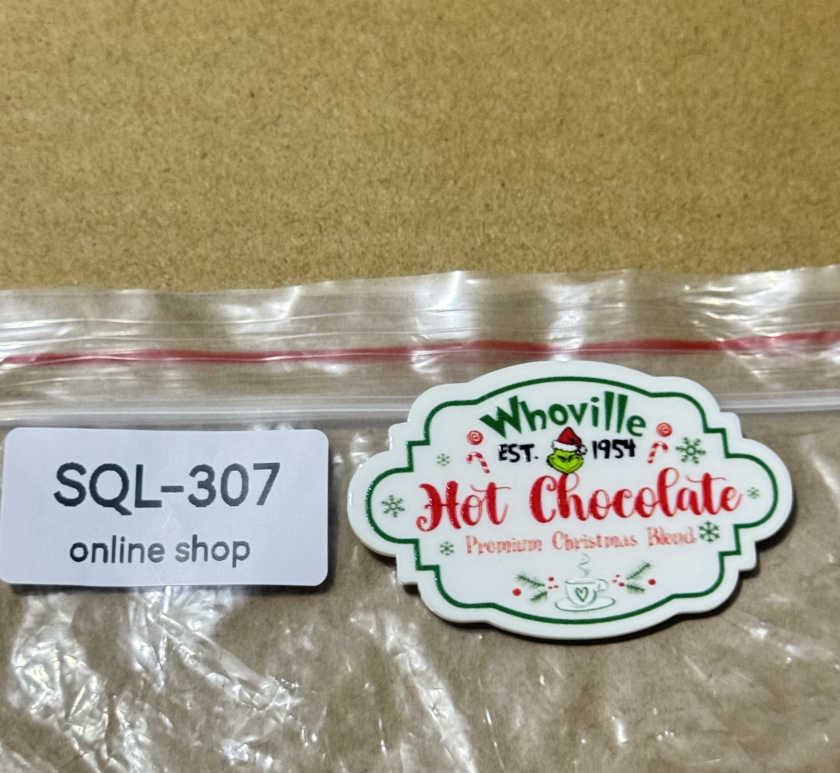 SQL-307
online shop
Whoville
EST. 1954
Hot Chocolate
Premium Christmas Blend